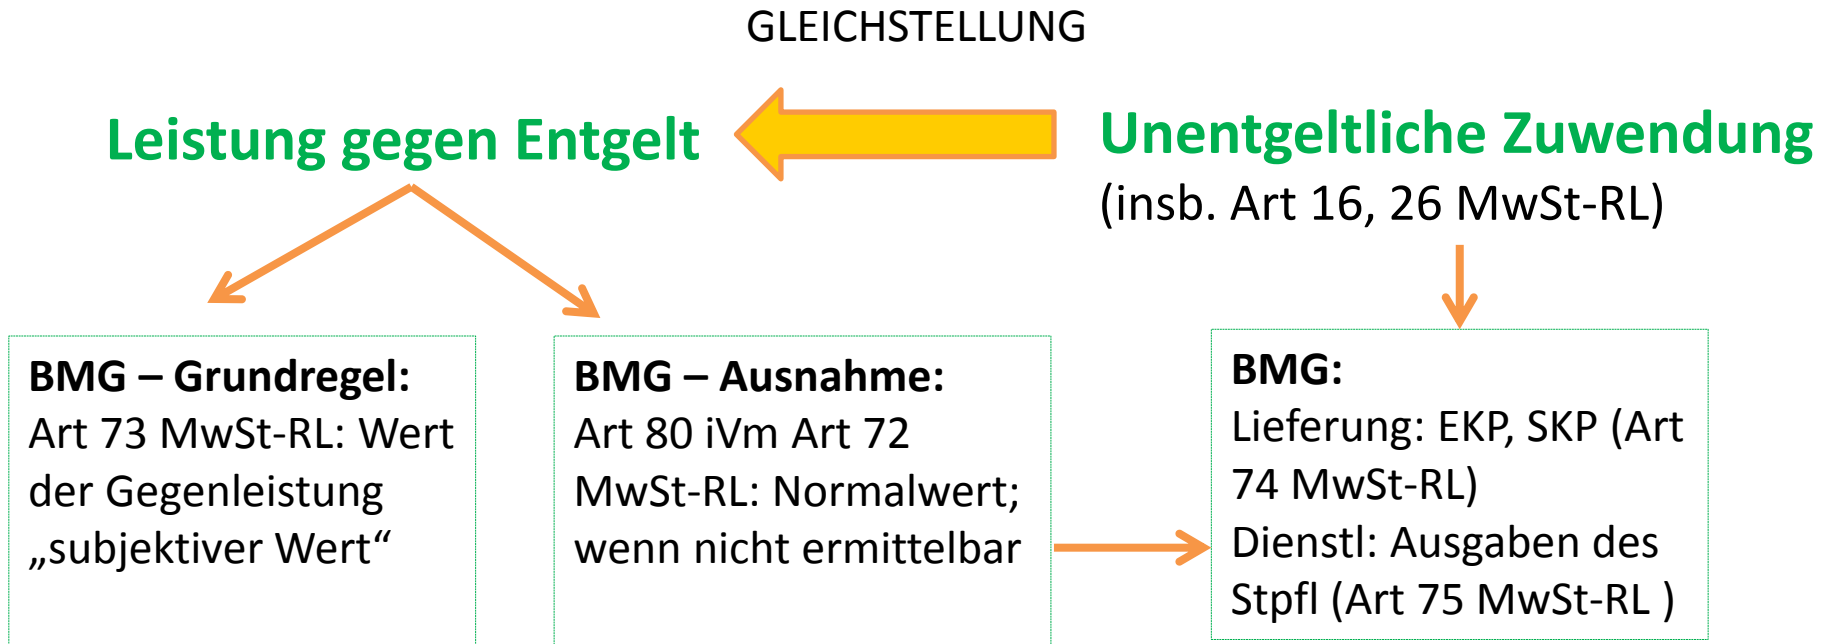 GLEICHSTELLUNG
Leistung gegen Entgelt
Unentgeltliche Zuwendung
(insb. Art 16, 26 MwSt-RL)
BMG – Grundregel:
Art 73 MwSt-RL: Wert
der Gegenleistung
„subjektiver Wert“
BMG – Ausnahme:
Art 80 iVm Art 72
MwSt-RL: Normalwert;
wenn nicht ermittelbar
BMG:
Lieferung: EKP, SKP (Art
74 MwSt-RL)
Dienstl: Ausgaben des
Stpfl (Art 75 MwSt-RL )